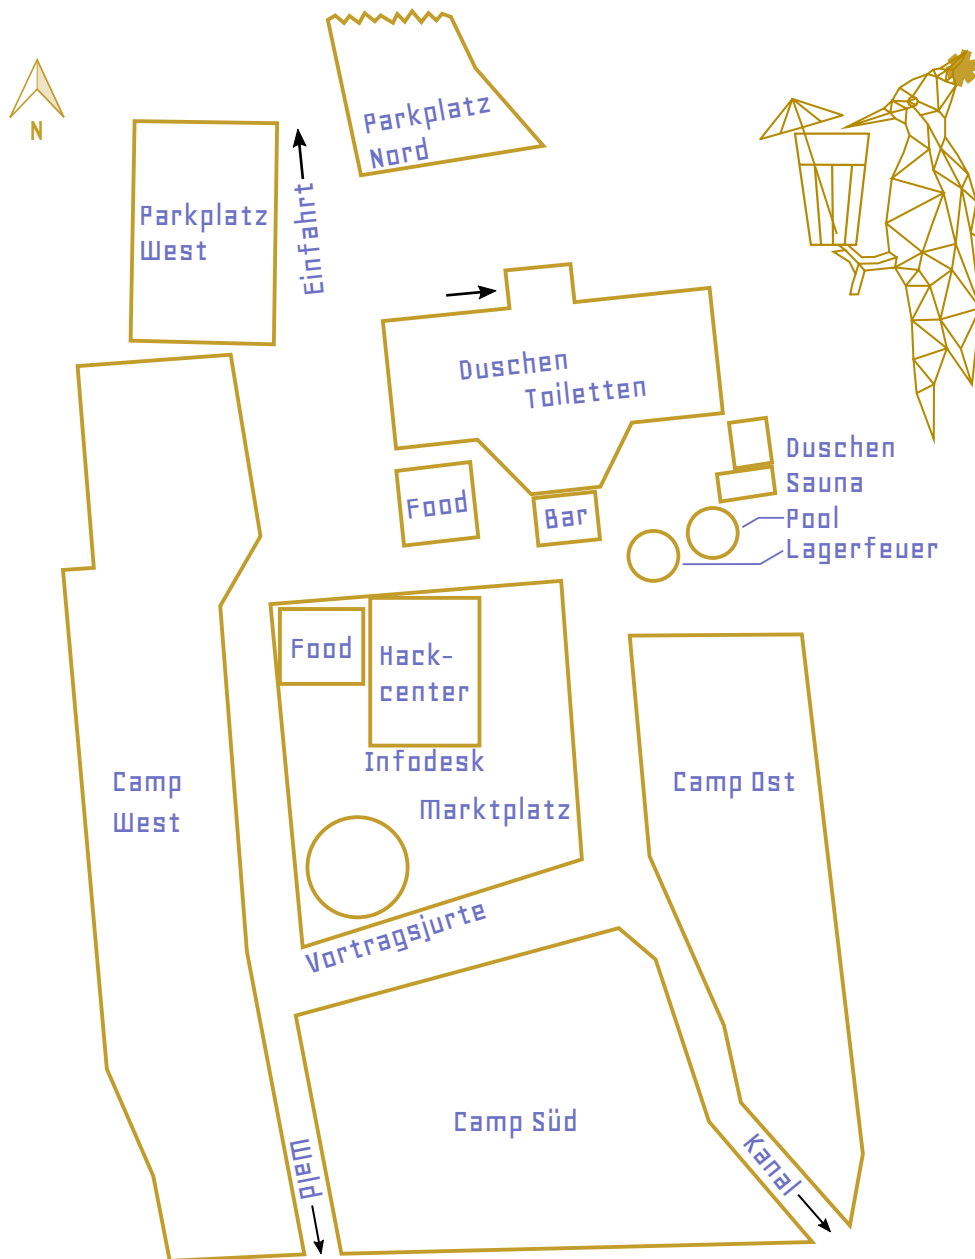 N
Parkplatz
Nord
Parkplatz
West
Einfahrt
Duschen
Toiletten
Duschen
Sauna
Pool
Lagerfeuer
Food
Bar
Food
Hack-
center
Infodesk
Marktplatz
Vortragsjurte
Camp
West
Camp Ost
Camp Süd
Wald
Kanal